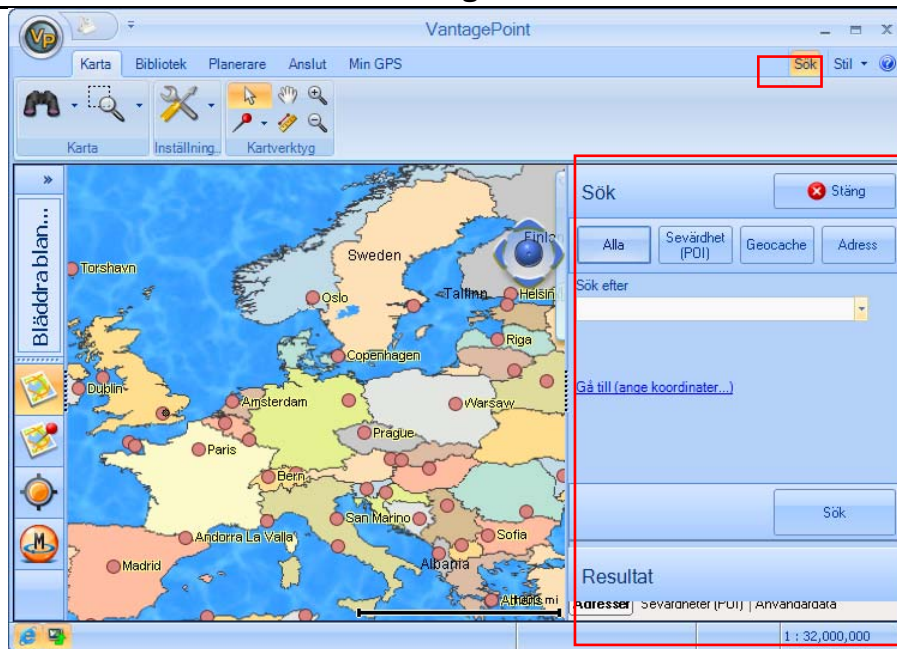 VantagePoint
Karta Bibliotek Planerare Anslut Min GPS Sök Stil
Karta Inställning... Kartverktyg
Bläddra blan...
Sök Stäng
Alla Sevärdhet (POI) Geocache Adress
Sök efter
Gå till (ange koordinater...)
Sök
Resultat
Adresser Sevärdheter (POI) Användardata
Torshavn
Sweden
Oslo
Tallinn
Helsin
Finlan
Riga
Copenhagen
Dublin
Amsterdam
Warsaw
Prague
Paris
Bern
San Marino
Andorra La Valla
Sofia
Madrid
Albania
Athens
mi
1 : 32,000,000